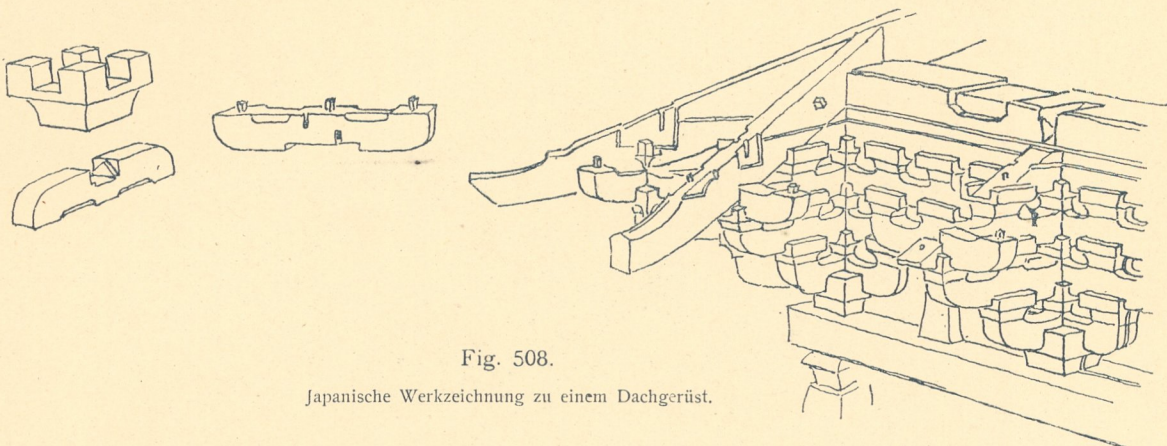 Fig. 508.
Japanische Werkzeichnung zu einem Dachgerüst.